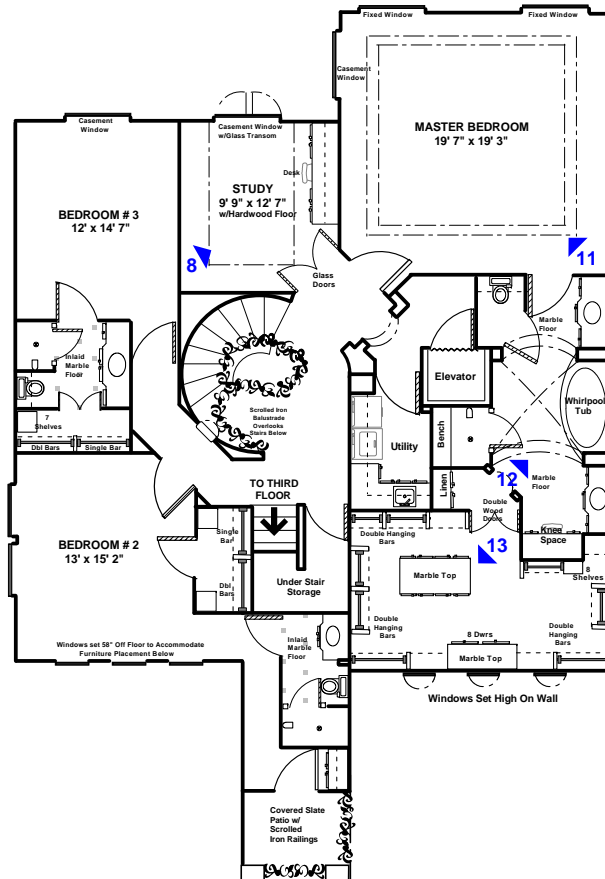 Fixed Window
Fixed Window
Casement
Window
MASTER BEDROOM
19' 7" x 19' 3"
11
Casement
Window
BEDROOM # 3
12' x 14' 7"
Casement Window
w/Glass Transom
Desk
STUDY
9' 9" x 12' 7"
w/Hardwood Floor
8
Glass
Doors
Inlaid
Marble
Floor
7
Shelves
Dbl Bars
Single Bar
Scrolled Iron
Balustrade
Overlooks
Stairs Below
Marble
Floor
Elevator
Whirlpool
Tub
Utility
Bench
Linen
12
Marble
Floor
Double
Wood
Doors
Knee
Space
TO THIRD
FLOOR
BEDROOM # 2
13' x 15' 2"
Single
Bar
Dbl
Bars
Under Stair
Storage
Double Hanging
Bars
13
Marble Top
8
Shelves
Double
Hanging
Bars
Double
Hanging
Bars
8 Dwrs
Marble Top
Windows set 58" Off Floor to Accommodate
Furniture Placement Below
Inlaid
Marble
Floor
Windows Set High On Wall
Covered Slate
Patio w/
Scrolled
Iron Railings